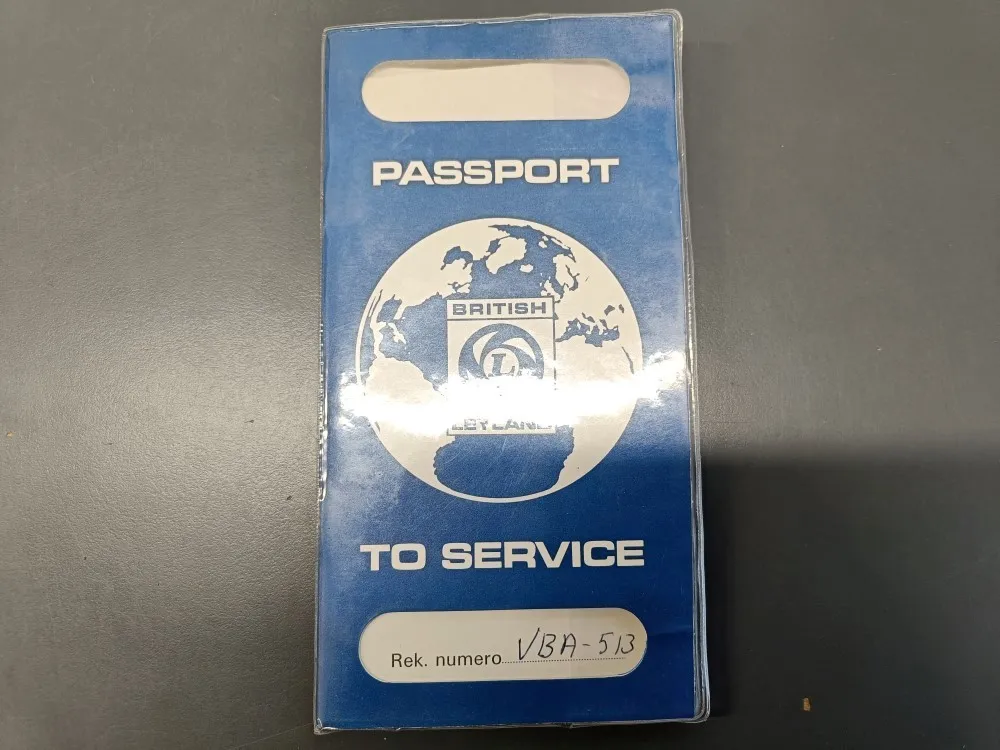 PASSPORT
BRITISH
L
LEYLAND
TO SERVICE
Rek. numero VBA-513